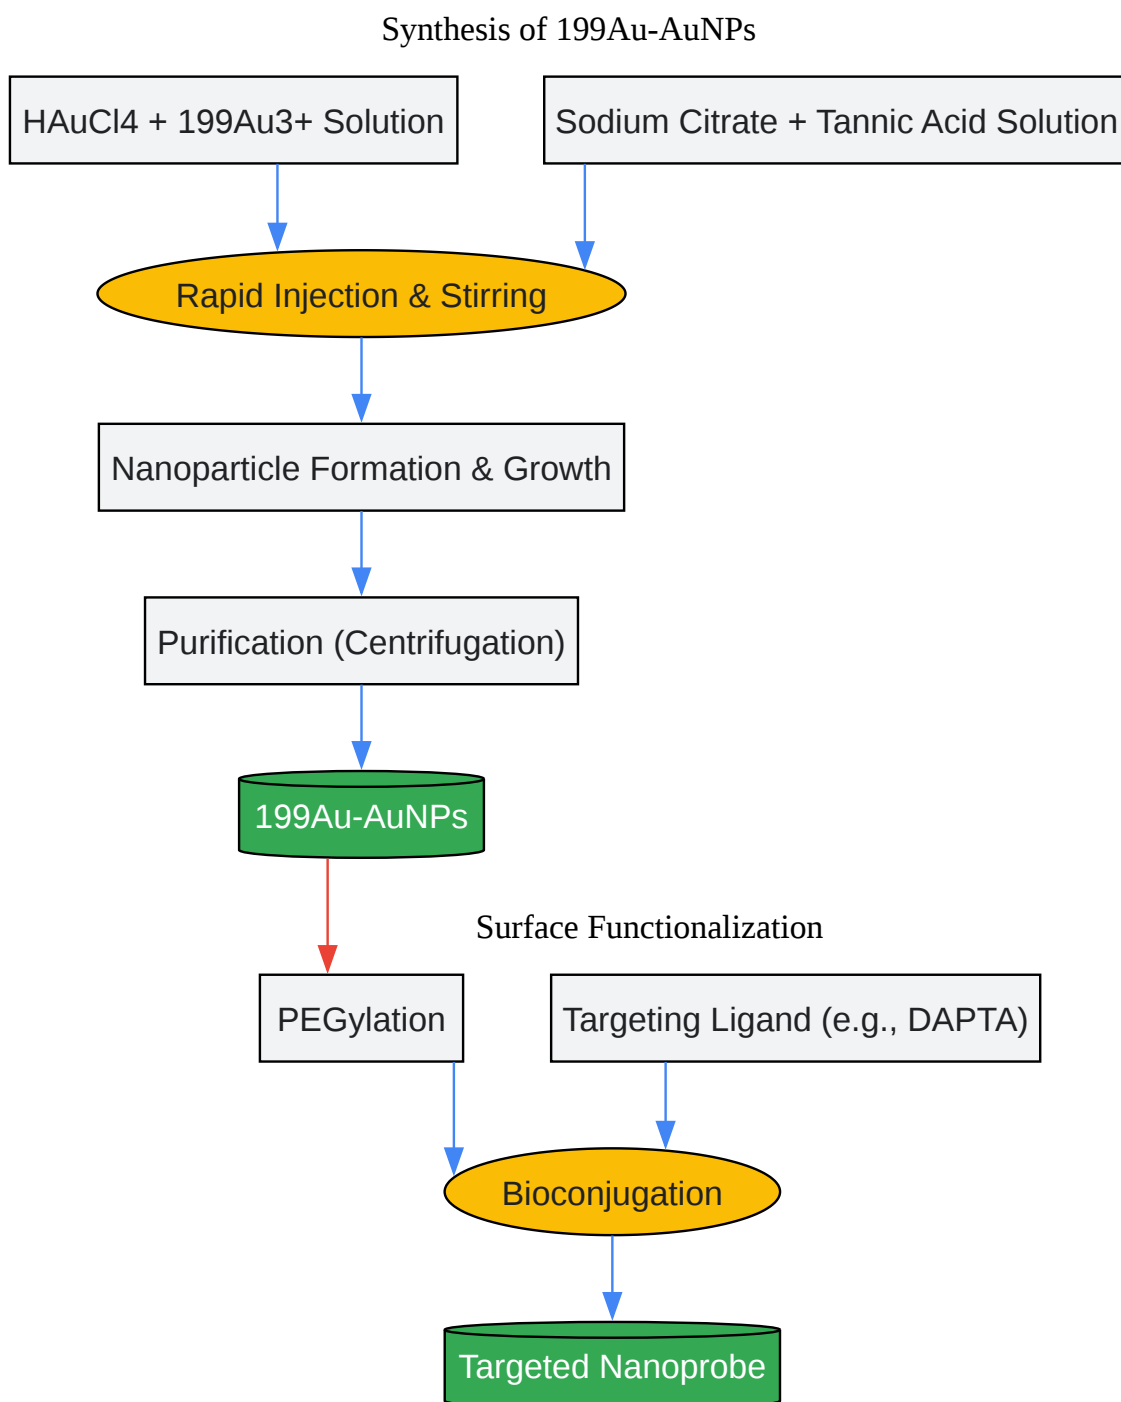 Synthesis of 199Au-AuNPs
HAuCl4 + 199Au3+ Solution
Sodium Citrate + Tannic Acid Solution
Rapid Injection & Stirring
Nanoparticle Formation & Growth
Purification (Centrifugation)
199Au-AuNPs
Surface Functionalization
PEGylation
Targeting Ligand (e.g., DAPTA)
Bioconjugation
Targeted Nanoprobe